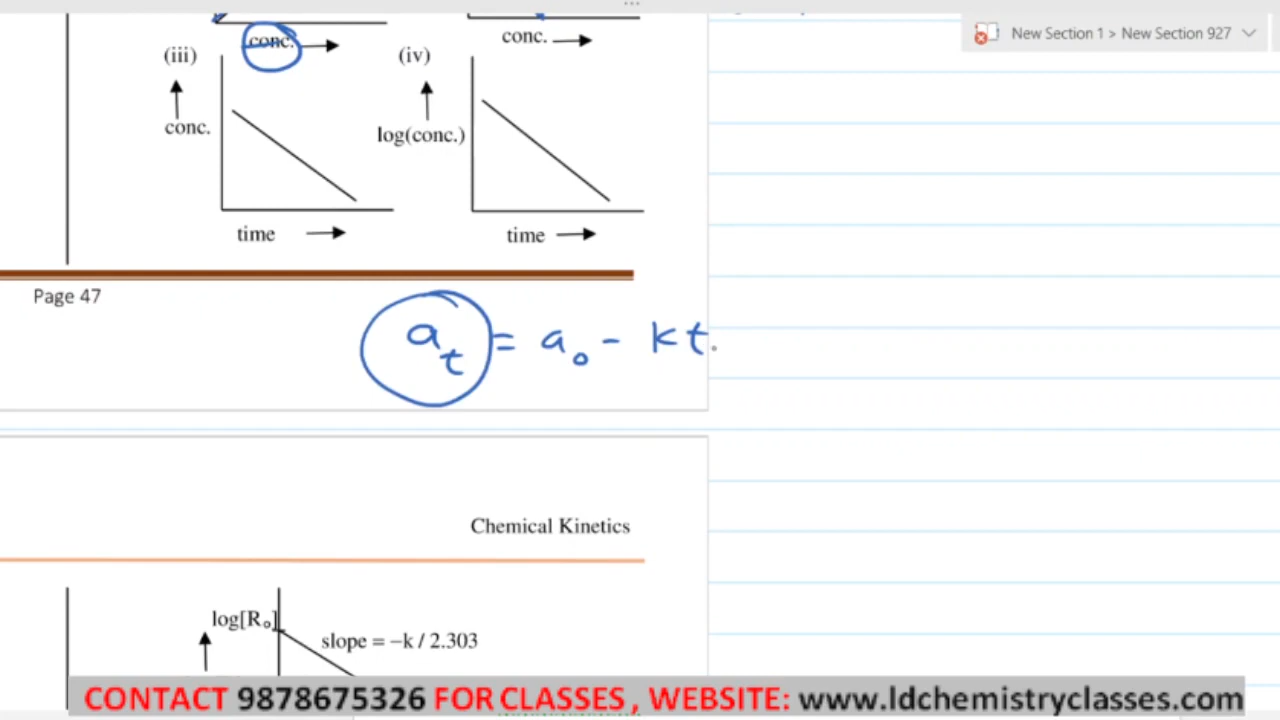 conc.
conc.
New Section 1 > New Section 927
(iii)
(iv)
conc.
log(conc.)
time
time
Page 47
a_t = a_0 - kt
Chemical Kinetics
log[R₀]
slope = –k / 2.303
CONTACT 9878675326 FOR CLASSES , WEBSITE: www.ldchemistryclasses.com